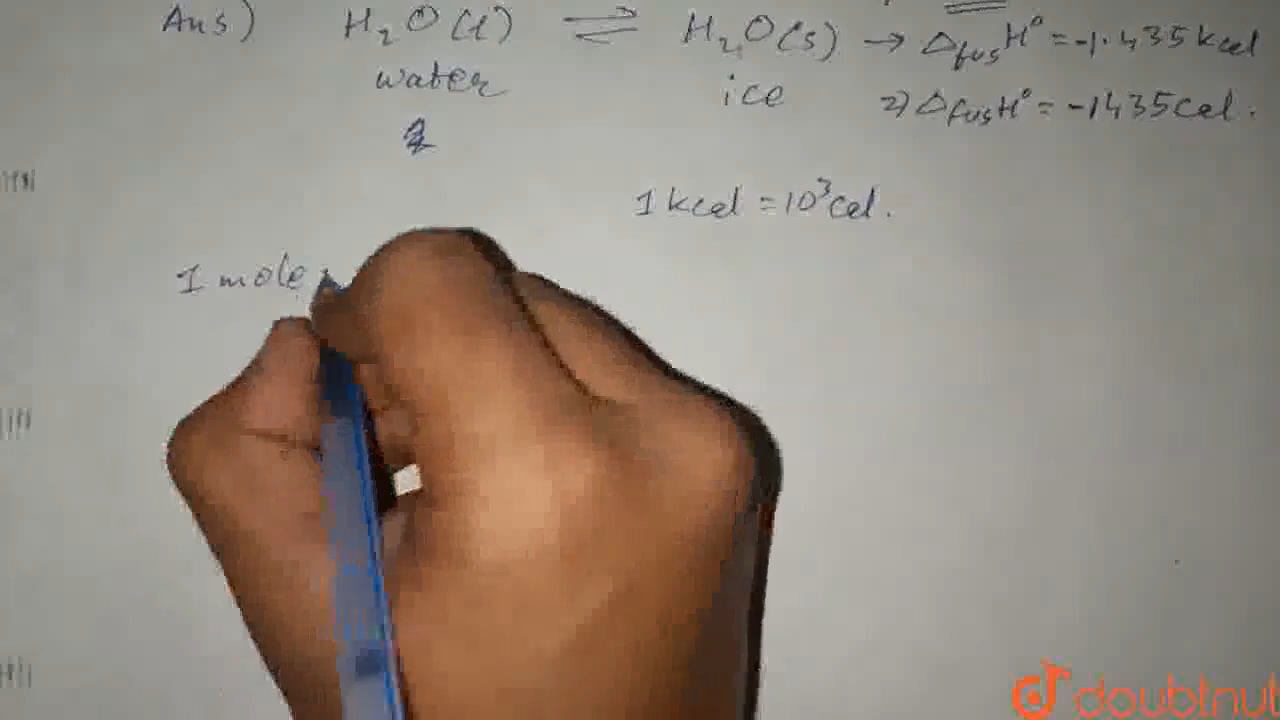 Ans) H₂O(l) ⇌ H₂O(s) → ΔfusH° = -1.435 kcal
water ice 2) ΔfusH° = -1435 cal.
1 kcal = 10³ cal.
1 mole
doubtnut